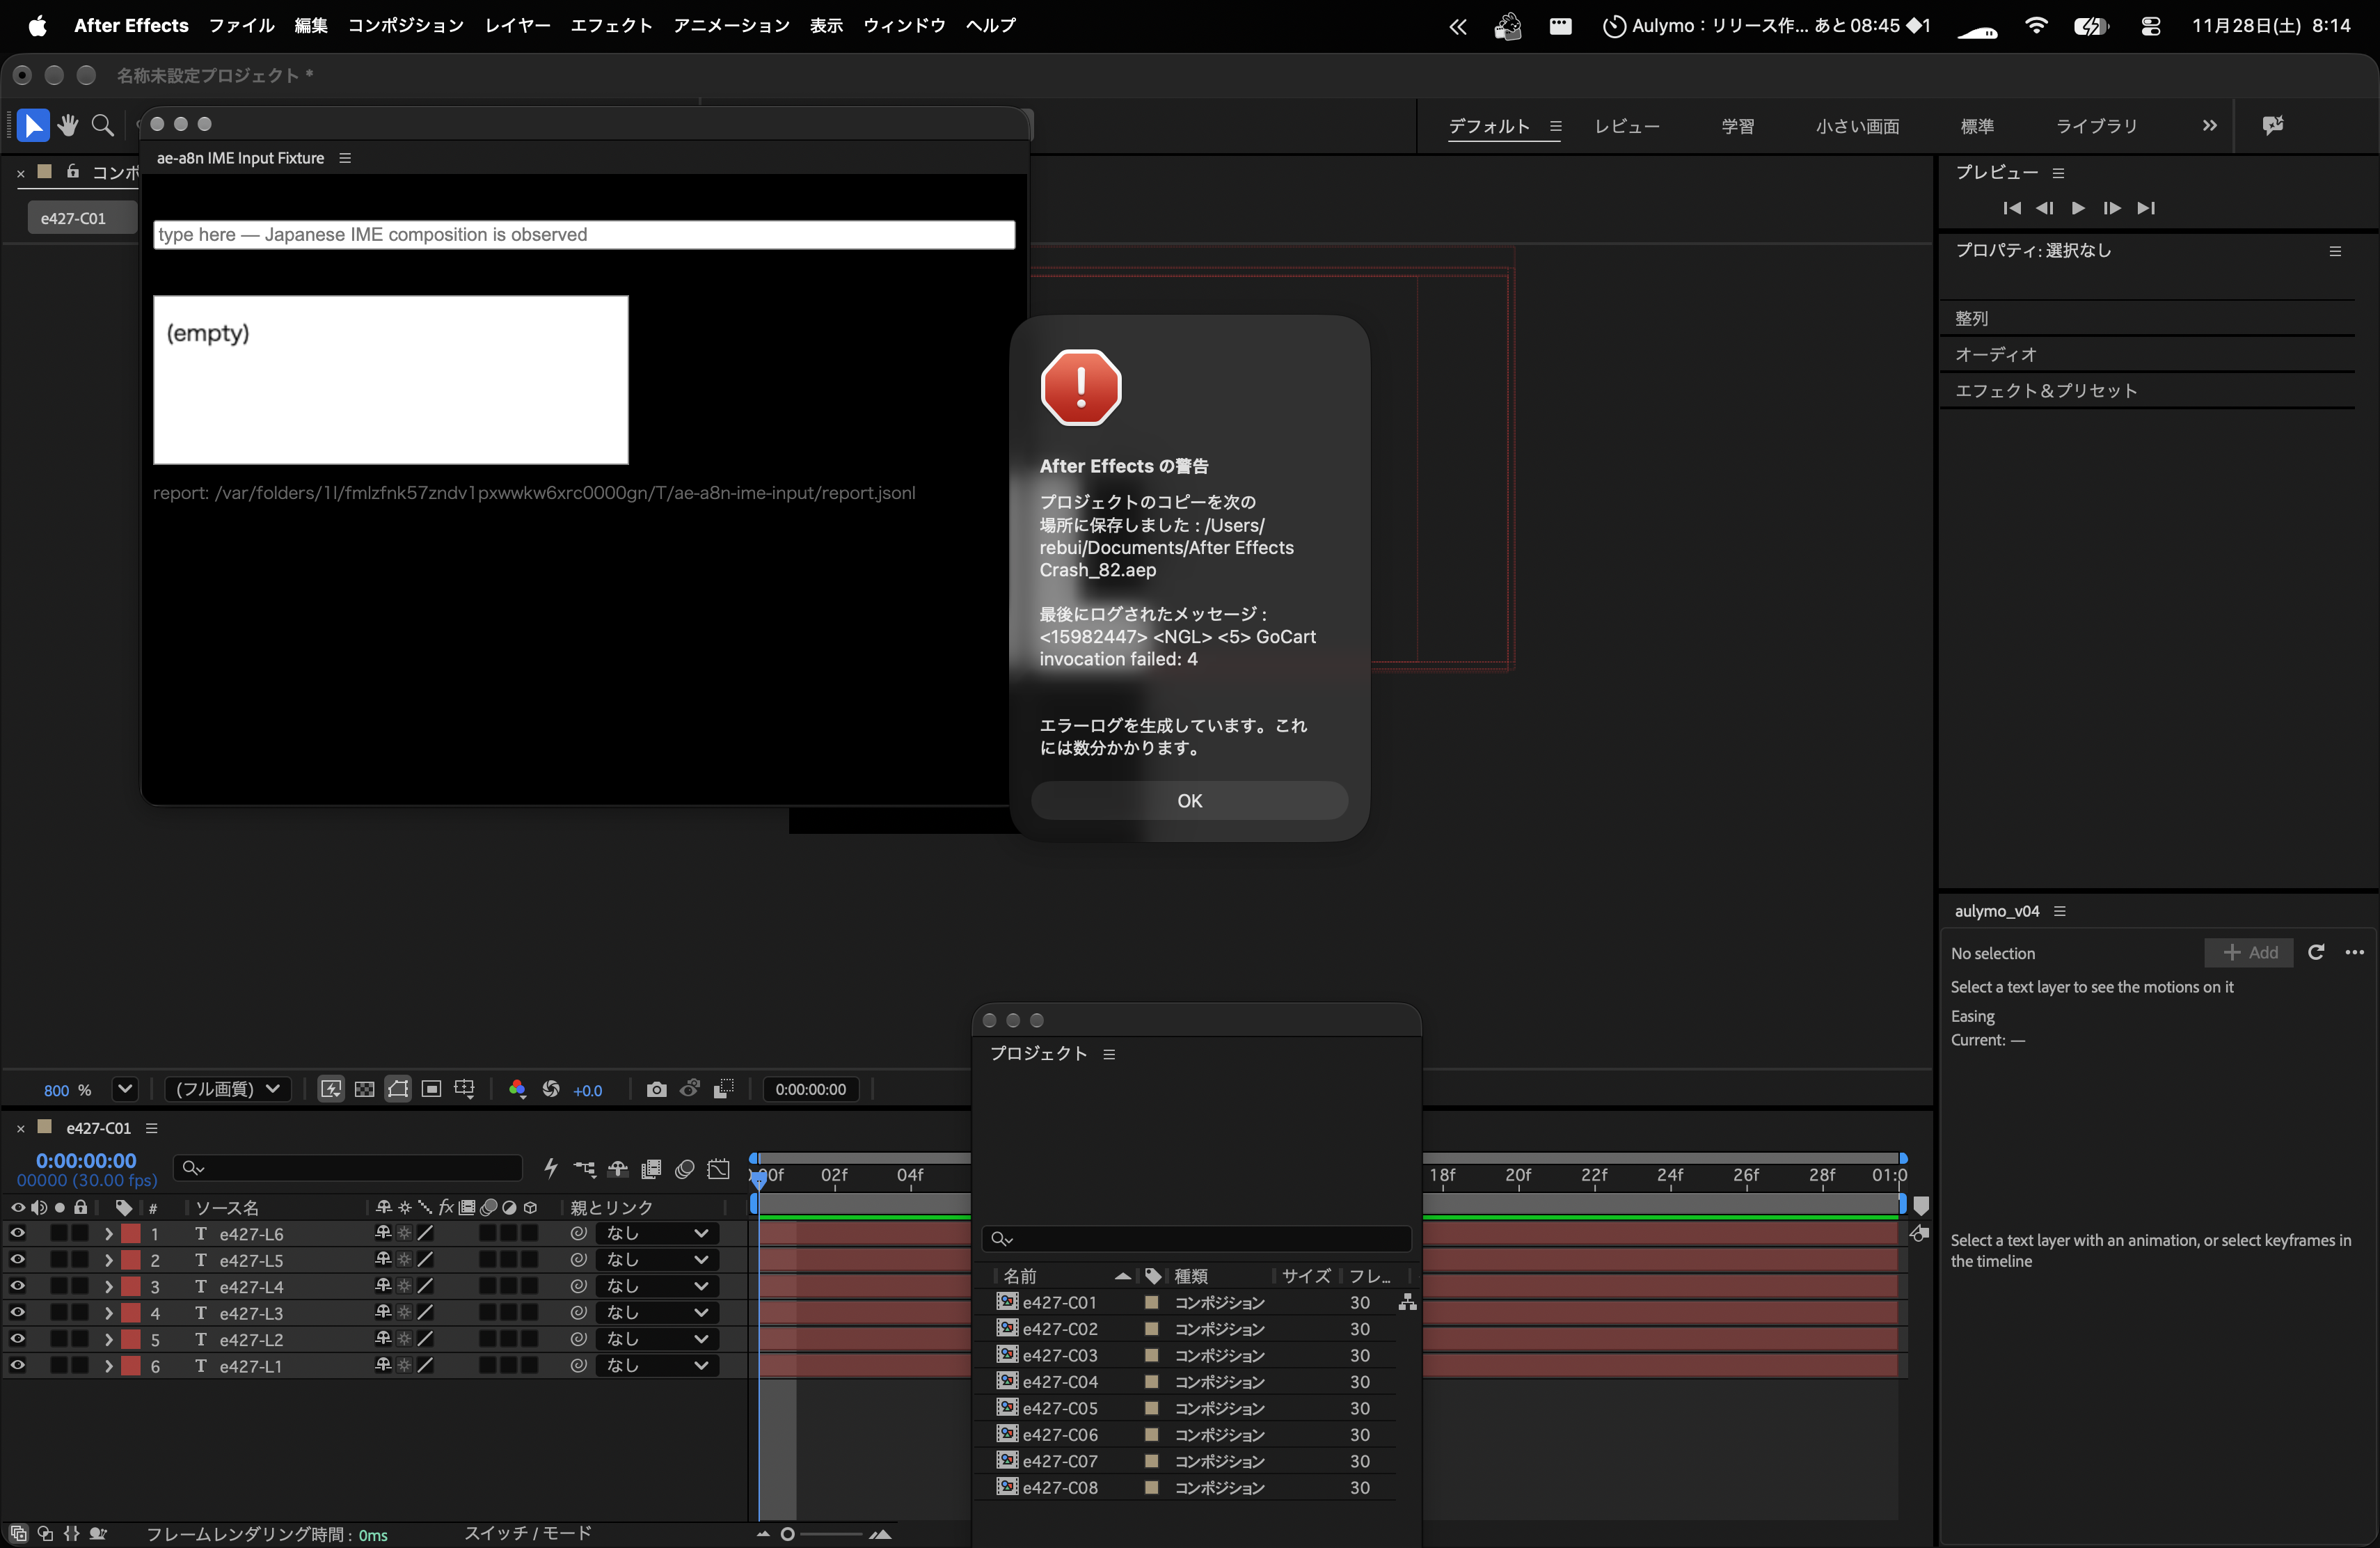 After Effects ファイル 編集 コンポジション レイヤー エフェクト アニメーション 表示 ウィンドウ ヘルプ
Aulymo：リリース作... あと 08:45 ◆1
11月28日(土) 8:14
名称未設定プロジェクト *
デフォルト レビュー 学習 小さい画面 標準 ライブラリ
コンポ
e427-C01
ae-a8n IME Input Fixture
type here — Japanese IME composition is observed
(empty)
report: /var/folders/1l/fmlzfnk57zndv1pxwwkw6xrc0000gn/T/ae-a8n-ime-input/report.jsonl
After Effects の警告
プロジェクトのコピーを次の
場所に保存しました : /Users/
rebui/Documents/After Effects
Crash_82.aep
最後にログされたメッセージ :
<15982447> <NGL> <5> GoCart
invocation failed: 4
エラーログを生成しています。これ
には数分かかります。
OK
プレビュー
プロパティ: 選択なし
整列
オーディオ
エフェクト＆プリセット
aulymo_v04
No selection
Add
Select a text layer to see the motions on it
Easing
Current: —
Select a text layer with an animation, or select keyframes in
the timeline
800 %
(フル画質)
+0.0
0:00:00:00
e427-C01
0:00:00:00
00000 (30.00 fps)
00f 02f 04f
18f 20f 22f 24f 26f 28f 01:0
# ソース名
fx
親とリンク
1 T e427-L6 なし
2 T e427-L5 なし
3 T e427-L4 なし
4 T e427-L3 なし
5 T e427-L2 なし
6 T e427-L1 なし
フレームレンダリング時間 : 0ms
スイッチ / モード
プロジェクト
名前 種類 サイズ フレ...
e427-C01 コンポジション 30
e427-C02 コンポジション 30
e427-C03 コンポジション 30
e427-C04 コンポジション 30
e427-C05 コンポジション 30
e427-C06 コンポジション 30
e427-C07 コンポジション 30
e427-C08 コンポジション 30